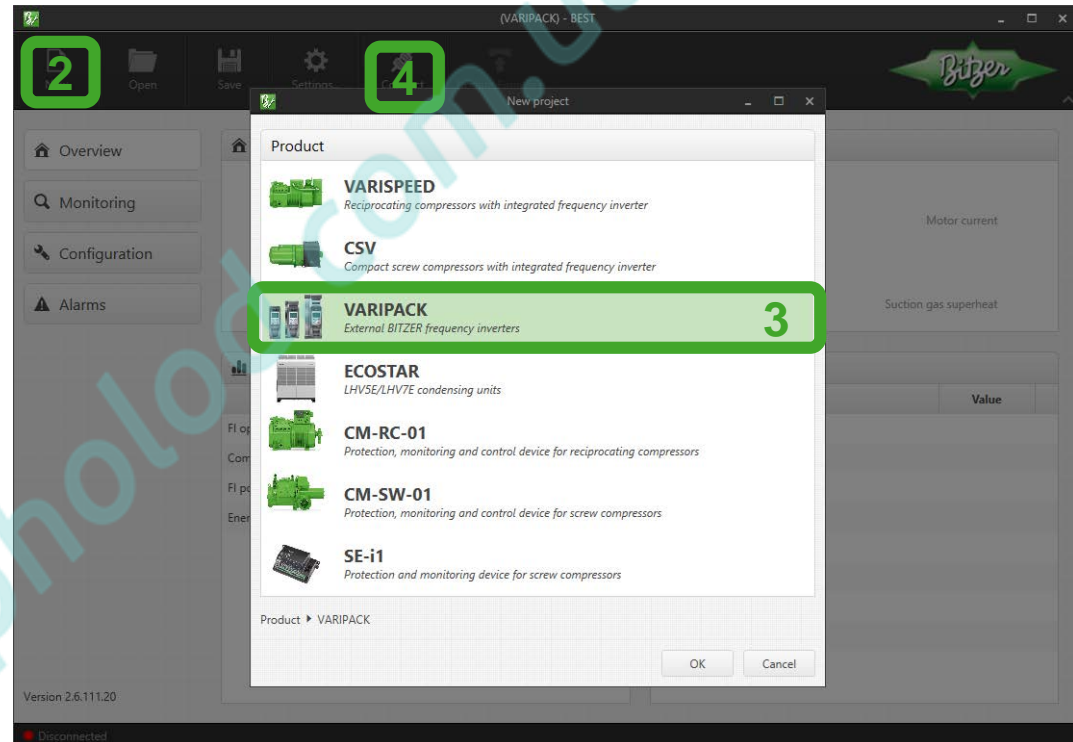 (VARIPACK) - BEST
2
Open
Save
Settings...
4
Bitzer
New project
Overview
Monitoring
Configuration
Alarms
Product
VARISPEED
Reciprocating compressors with integrated frequency inverter
CSV
Compact screw compressors with integrated frequency inverter
VARIPACK
External BITZER frequency inverters
3
ECOSTAR
LHV5E/LHV7E condensing units
CM-RC-01
Protection, monitoring and control device for reciprocating compressors
CM-SW-01
Protection, monitoring and control device for screw compressors
SE-i1
Protection and monitoring device for screw compressors
Product ▸ VARIPACK
OK
Cancel
Motor current
Suction gas superheat
Value
FI op
Com
FI po
Ener
Version 2.6.111.20
Disconnected